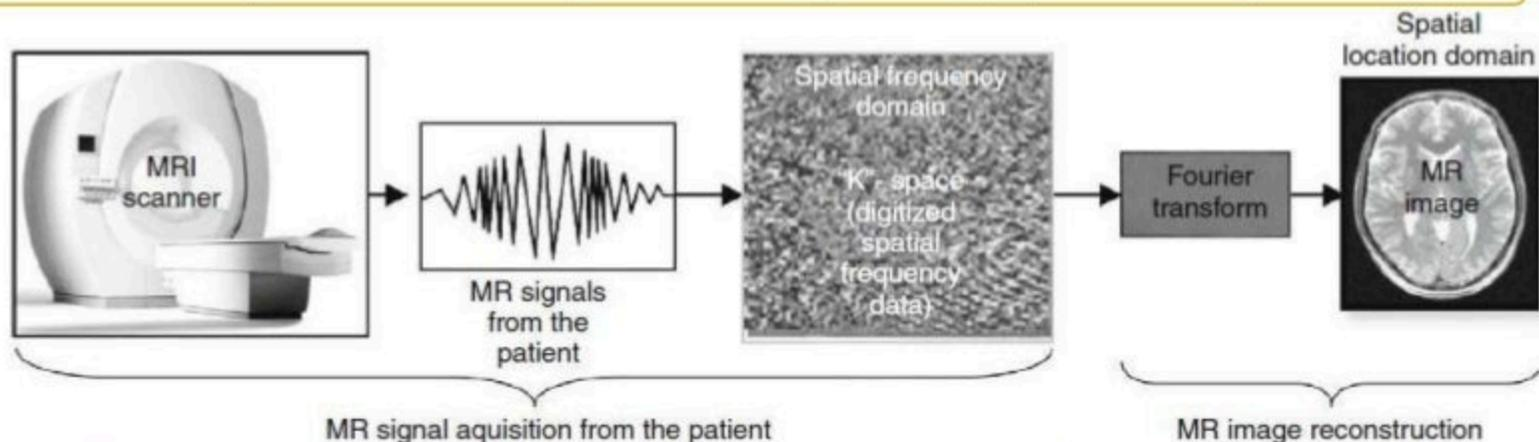 MRI
scanner
MR signals
from the
patient
Spatial frequency
domain
K - space
(digitized
spatial
frequency
data)
Fourier
transform
Spatial
location domain
MR
image
MR signal aquisition from the patient
MR image reconstruction